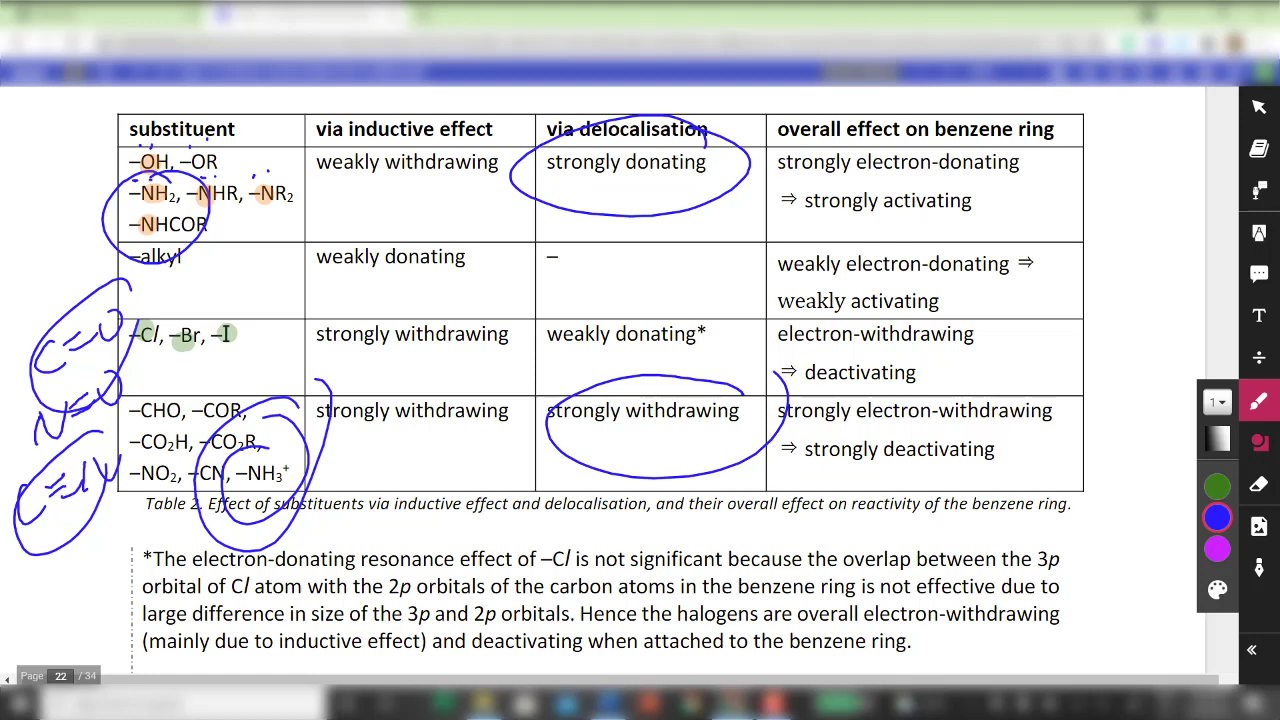 substituent via inductive effect via delocalisation overall effect on benzene ring
–OH, –OR weakly withdrawing strongly donating strongly electron-donating
–NH₂, –NHR, –NR₂ ⇒ strongly activating
–NHCOR
–alkyl weakly donating – weakly electron-donating ⇒
weakly activating
–Cl, –Br, –I strongly withdrawing weakly donating* electron-withdrawing
⇒ deactivating
–CHO, –COR, strongly withdrawing strongly withdrawing strongly electron-withdrawing
–CO₂H, –CO₂R, ⇒ strongly deactivating
–NO₂, –CN, –NH₃⁺
C=O
N=O
C≡N
Table 2. Effect of substituents via inductive effect and delocalisation, and their overall effect on reactivity of the benzene ring.
*The electron-donating resonance effect of –Cl is not significant because the overlap between the 3p
orbital of Cl atom with the 2p orbitals of the carbon atoms in the benzene ring is not effective due to
large difference in size of the 3p and 2p orbitals. Hence the halogens are overall electron-withdrawing
(mainly due to inductive effect) and deactivating when attached to the benzene ring.
Page 22 / 34
1